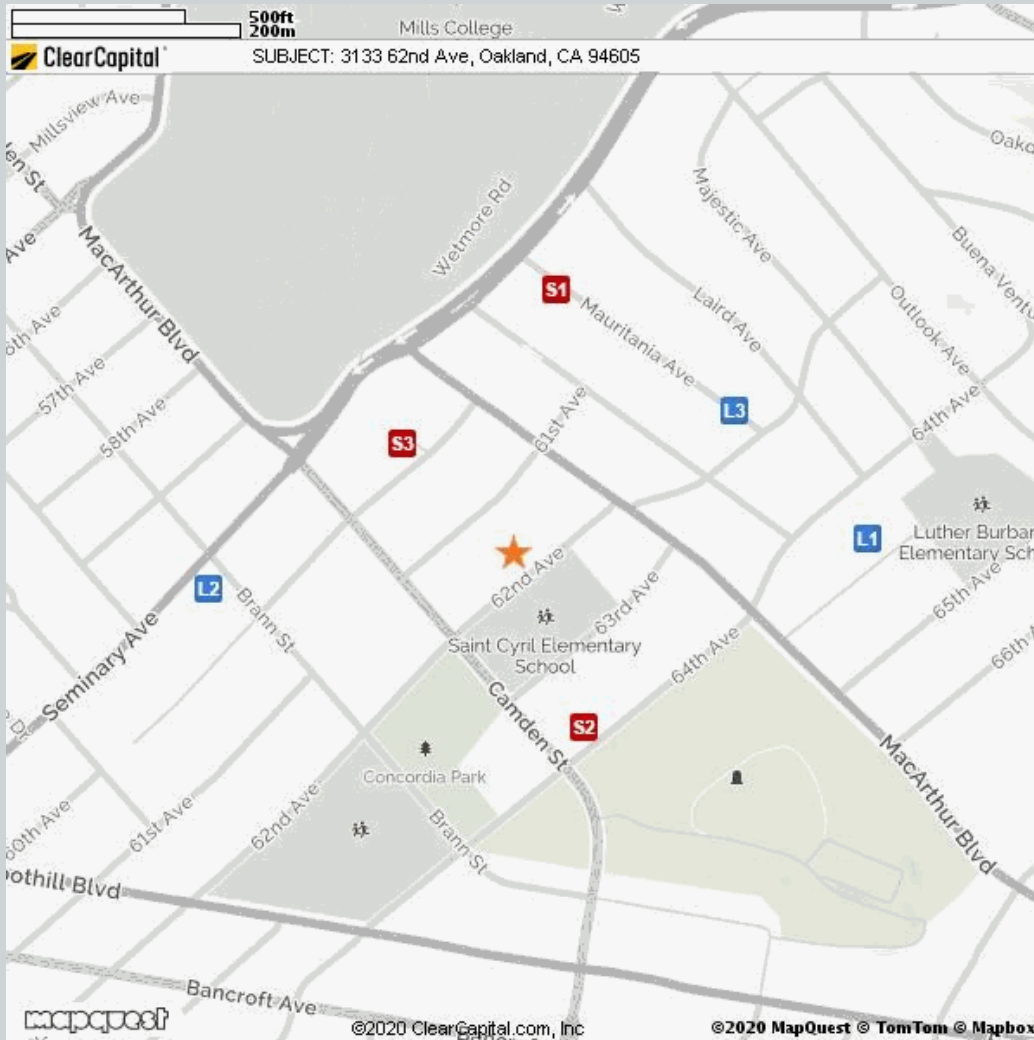 500ft
200m
Mills College
ClearCapital
SUBJECT: 3133 62nd Ave, Oakland, CA 94605
Millsview Ave
MacArthur Blvd
Wetmore Rd
Majestic Ave
Buena Ventu
Outlook Ave
Laird Ave
S1
Mauritania Ave
L3
57th Ave
58th Ave
S3
61st Ave
64th Ave
L1
Luther Burban
Elementary Sch
62nd Ave
63rd Ave
65th Ave
66th A
L2
Brann St
Saint Cyril Elementary
School
64th Ave
Seminary Ave
Camden St
S2
Concordia Park
MacArthur Blvd
60th Ave
61st Ave
62nd Ave
Brann St
oothill Blvd
Bancroft Ave
mapquest
©2020 ClearCapital.com, Inc
©2020 MapQuest © TomTom © Mapbox